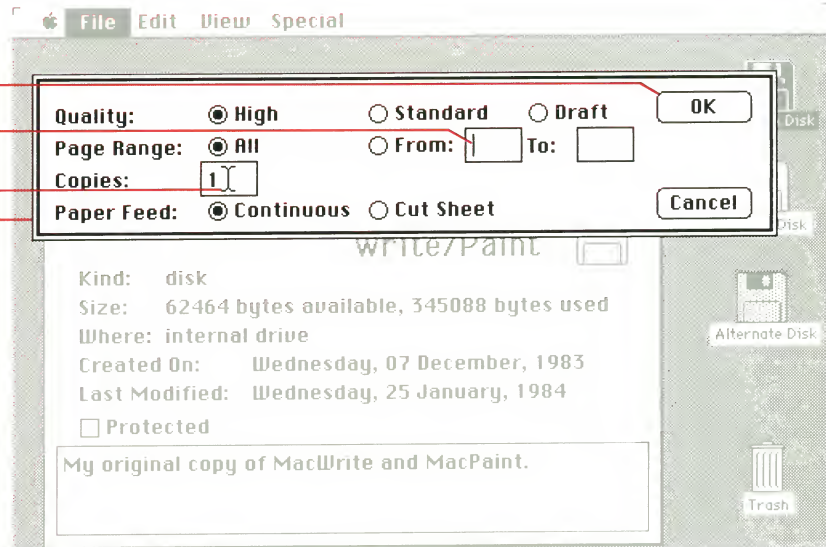 File Edit View Special
Quality: High Standard Draft OK
Page Range: All From: To:
Copies: 1
Paper Feed: Continuous Cut Sheet Cancel
Disk
Disk
Write/Paint
Kind: disk
Size: 62464 bytes available, 345088 bytes used
Where: internal drive
Created On: Wednesday, 07 December, 1983
Last Modified: Wednesday, 25 January, 1984
Protected
My original copy of MacWrite and MacPaint.
Alternate Disk
Trash